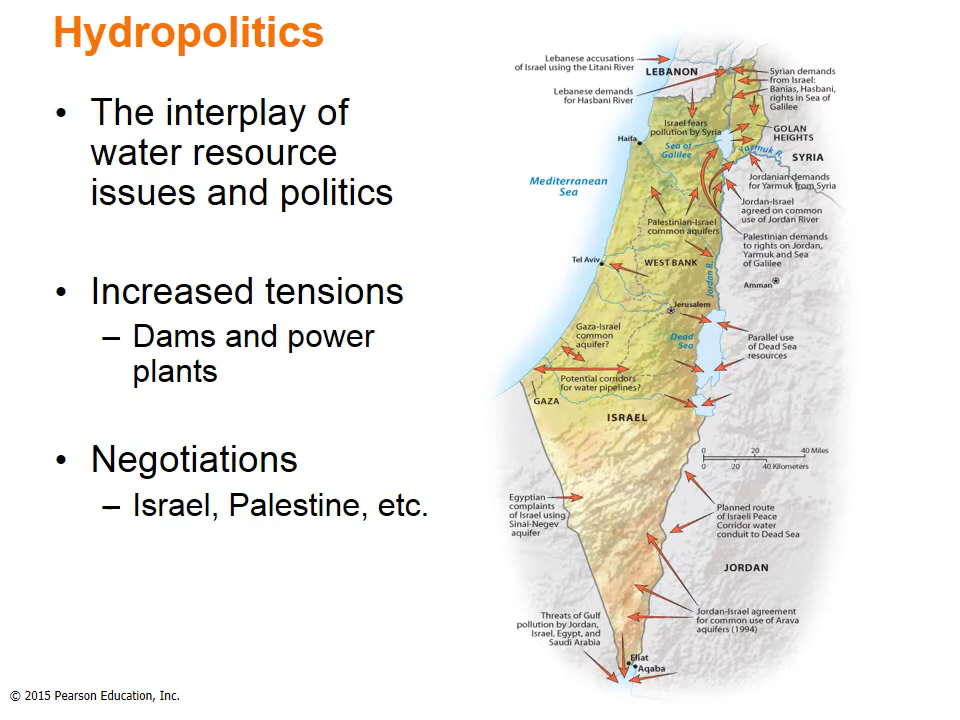 Hydropolitics
• The interplay of
water resource
issues and politics
• Increased tensions
– Dams and power
plants
• Negotiations
– Israel, Palestine, etc.
Lebanese accusations
of Israel using the Litani River
LEBANON
Lebanese demands
for Hasbani River
Syrian demands
from Israel:
Banias, Hasbani,
rights in Sea of
Galilee
Israel fears
pollution by Syria
GOLAN
HEIGHTS
Haifa
Sea of
Galilee
Yarmuk R.
SYRIA
Mediterranean
Sea
Jordanian demands
for Yarmuk from Syria
Jordan-Israel
agreed on common
use of Jordan River
Palestinian-Israel
common aquifers
Palestinian demands
to rights on Jordan,
Yarmuk and Sea
of Galilee
Tel Aviv
WEST BANK
Jordan R.
Amman
Jerusalem
Gaza-Israel
common
aquifer?
Dead
Sea
Parallel use
of Dead Sea
resources
Potential corridors
for water pipelines?
GAZA
ISRAEL
0 20 40 Miles
0 20 40 Kilometers
Egyptian
complaints
of Israel using
Sinai-Negev
aquifer
Planned route
of Israeli Peace
Corridor water
conduit to Dead Sea
JORDAN
Threats of Gulf
pollution by Jordan,
Israel, Egypt, and
Saudi Arabia
Jordan-Israel agreement
for common use of Arava
aquifers (1994)
Eliat
Aqaba
© 2015 Pearson Education, Inc.